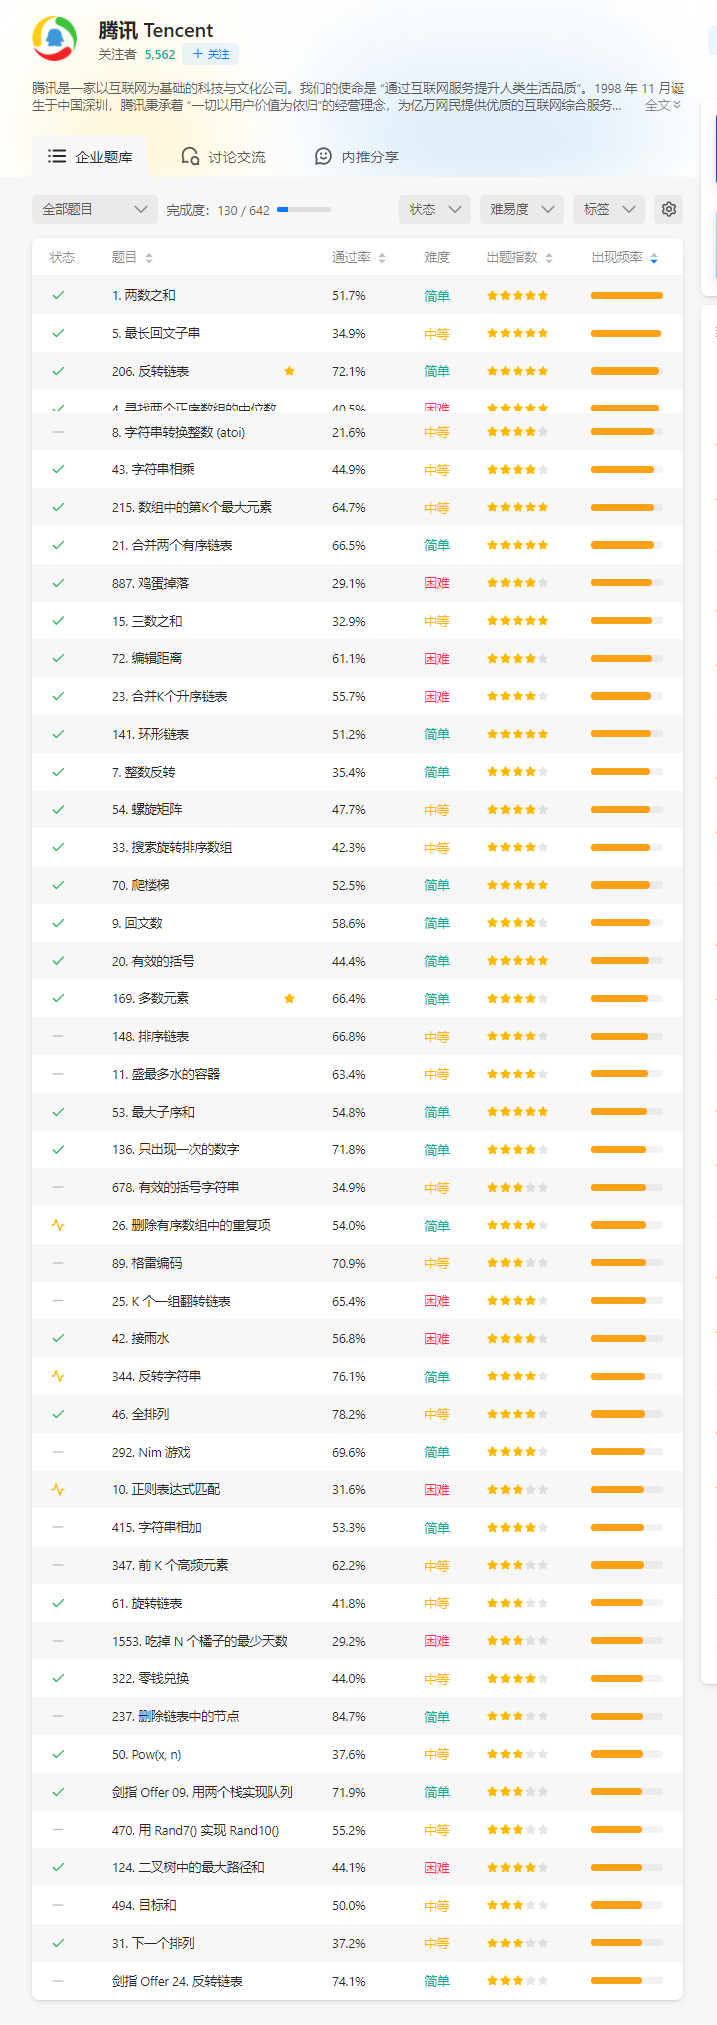 腾讯 Tencent
关注者 5,562 + 关注
腾讯是一家以互联网为基础的科技与文化公司。我们的使命是 “通过互联网服务提升人类生活品质”。1998 年 11 月诞
生于中国深圳，腾讯秉承着 “一切以用户价值为依归”的经营理念，为亿万网民提供优质的互联网综合服务... 全文
企业题库 讨论交流 内推分享
全部题目 完成度： 130 / 642 状态 难易度 标签
状态 题目 通过率 难度 出题指数 出现频率
1. 两数之和 51.7% 简单
5. 最长回文子串 34.9% 中等
206. 反转链表 72.1% 简单
4. 寻找两个正序数组的中位数 40.5% 困难
8. 字符串转换整数 (atoi) 21.6% 中等
43. 字符串相乘 44.9% 中等
215. 数组中的第K个最大元素 64.7% 中等
21. 合并两个有序链表 66.5% 简单
887. 鸡蛋掉落 29.1% 困难
15. 三数之和 32.9% 中等
72. 编辑距离 61.1% 困难
23. 合并K个升序链表 55.7% 困难
141. 环形链表 51.2% 简单
7. 整数反转 35.4% 简单
54. 螺旋矩阵 47.7% 中等
33. 搜索旋转排序数组 42.3% 中等
70. 爬楼梯 52.5% 简单
9. 回文数 58.6% 简单
20. 有效的括号 44.4% 简单
169. 多数元素 66.4% 简单
148. 排序链表 66.8% 中等
11. 盛最多水的容器 63.4% 中等
53. 最大子序和 54.8% 简单
136. 只出现一次的数字 71.8% 简单
678. 有效的括号字符串 34.9% 中等
26. 删除有序数组中的重复项 54.0% 简单
89. 格雷编码 70.9% 中等
25. K 个一组翻转链表 65.4% 困难
42. 接雨水 56.8% 困难
344. 反转字符串 76.1% 简单
46. 全排列 78.2% 中等
292. Nim 游戏 69.6% 简单
10. 正则表达式匹配 31.6% 困难
415. 字符串相加 53.3% 简单
347. 前 K 个高频元素 62.2% 中等
61. 旋转链表 41.8% 中等
1553. 吃掉 N 个橘子的最少天数 29.2% 困难
322. 零钱兑换 44.0% 中等
237. 删除链表中的节点 84.7% 简单
50. Pow(x, n) 37.6% 中等
剑指 Offer 09. 用两个栈实现队列 71.9% 简单
470. 用 Rand7() 实现 Rand10() 55.2% 中等
124. 二叉树中的最大路径和 44.1% 困难
494. 目标和 50.0% 中等
31. 下一个排列 37.2% 中等
剑指 Offer 24. 反转链表 74.1% 简单